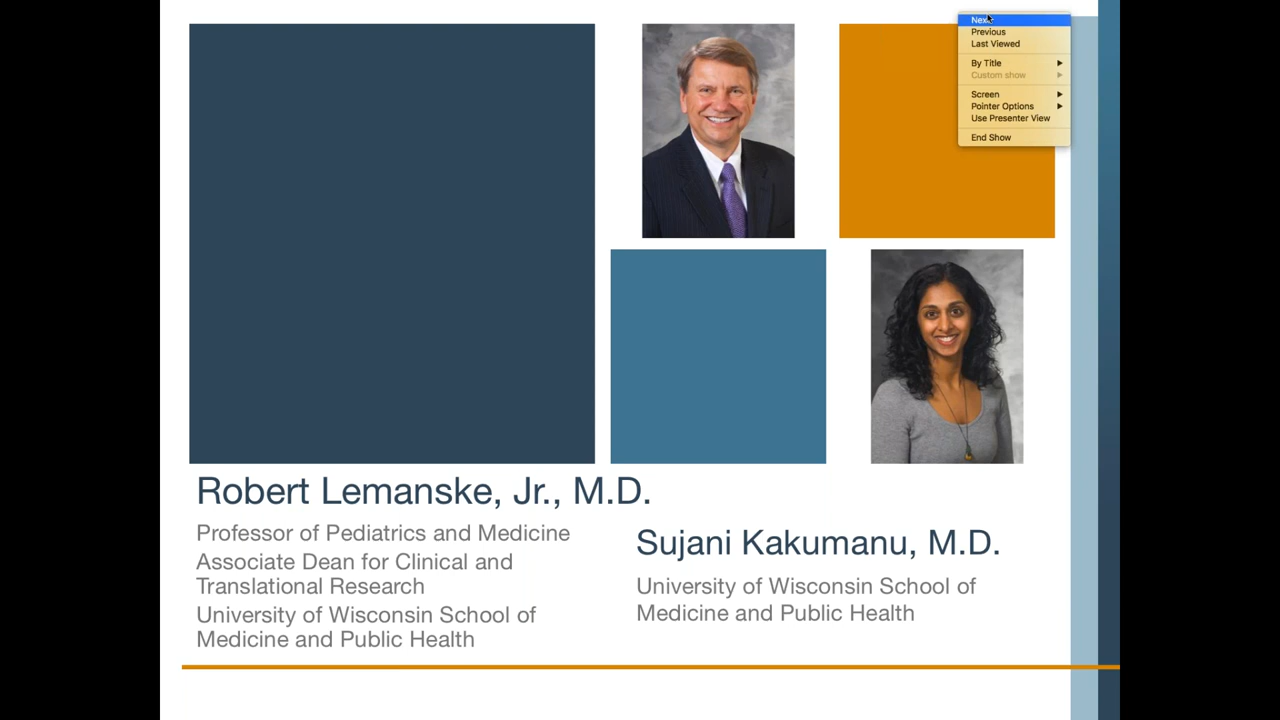 Next
Previous
Last Viewed
By Title
Custom show
Screen
Pointer Options
Use Presenter View
End Show
Robert Lemanske, Jr., M.D.
Professor of Pediatrics and Medicine
Associate Dean for Clinical and
Translational Research
University of Wisconsin School of
Medicine and Public Health
Sujani Kakumanu, M.D.
University of Wisconsin School of
Medicine and Public Health